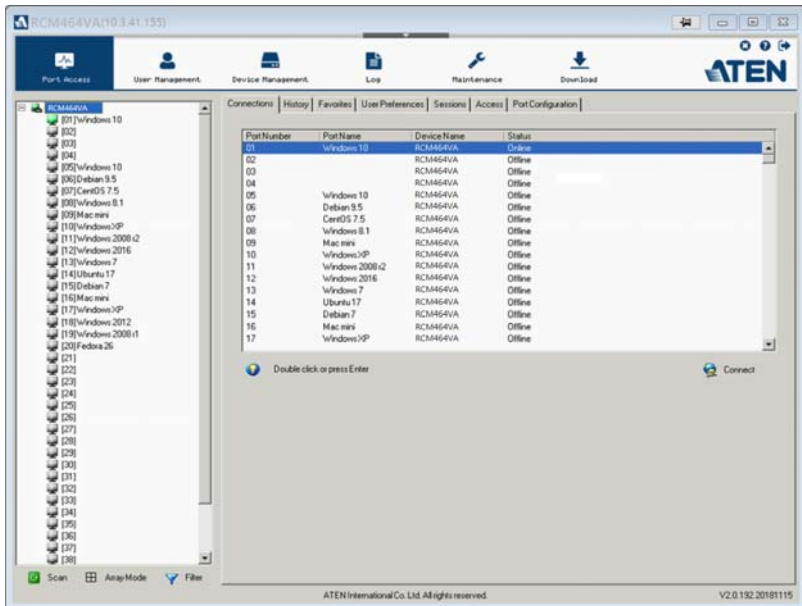 RCM464VA(10.3.41.155)
Port Access
User Management
Device Management
Log
Maintenance
Download
ATEN
RCM464VA
[01]Windows 10
[02]
[03]
[04]
[05]Windows 10
[06]Debian 9.5
[07]CentOS 7.5
[08]Windows 8.1
[09]Mac mini
[10]Windows XP
[11]Windows 2008 r2
[12]Windows 2016
[13]Windows 7
[14]Ubuntu 17
[15]Debian 7
[16]Mac mini
[17]Windows XP
[18]Windows 2012
[19]Windows 2008 r1
[20]Fedora 26
[21]
[22]
[23]
[24]
[25]
[26]
[27]
[28]
[29]
[30]
[31]
[32]
[33]
[34]
[35]
[36]
[37]
[38]
Scan Array Mode Filter
Connections History Favorites User Preferences Sessions Access Port Configuration
Port Number Port Name Device Name Status
01 Windows 10 RCM464VA Online
02 RCM464VA Offline
03 RCM464VA Offline
04 RCM464VA Offline
05 Windows 10 RCM464VA Offline
06 Debian 9.5 RCM464VA Offline
07 CentOS 7.5 RCM464VA Offline
08 Windows 8.1 RCM464VA Offline
09 Mac mini RCM464VA Offline
10 Windows XP RCM464VA Offline
11 Windows 2008 r2 RCM464VA Offline
12 Windows 2016 RCM464VA Offline
13 Windows 7 RCM464VA Offline
14 Ubuntu 17 RCM464VA Offline
15 Debian 7 RCM464VA Offline
16 Mac mini RCM464VA Offline
17 Windows XP RCM464VA Offline
Double click or press Enter
Connect
ATEN International Co. Ltd. All rights reserved.
V2.0.192.20181115